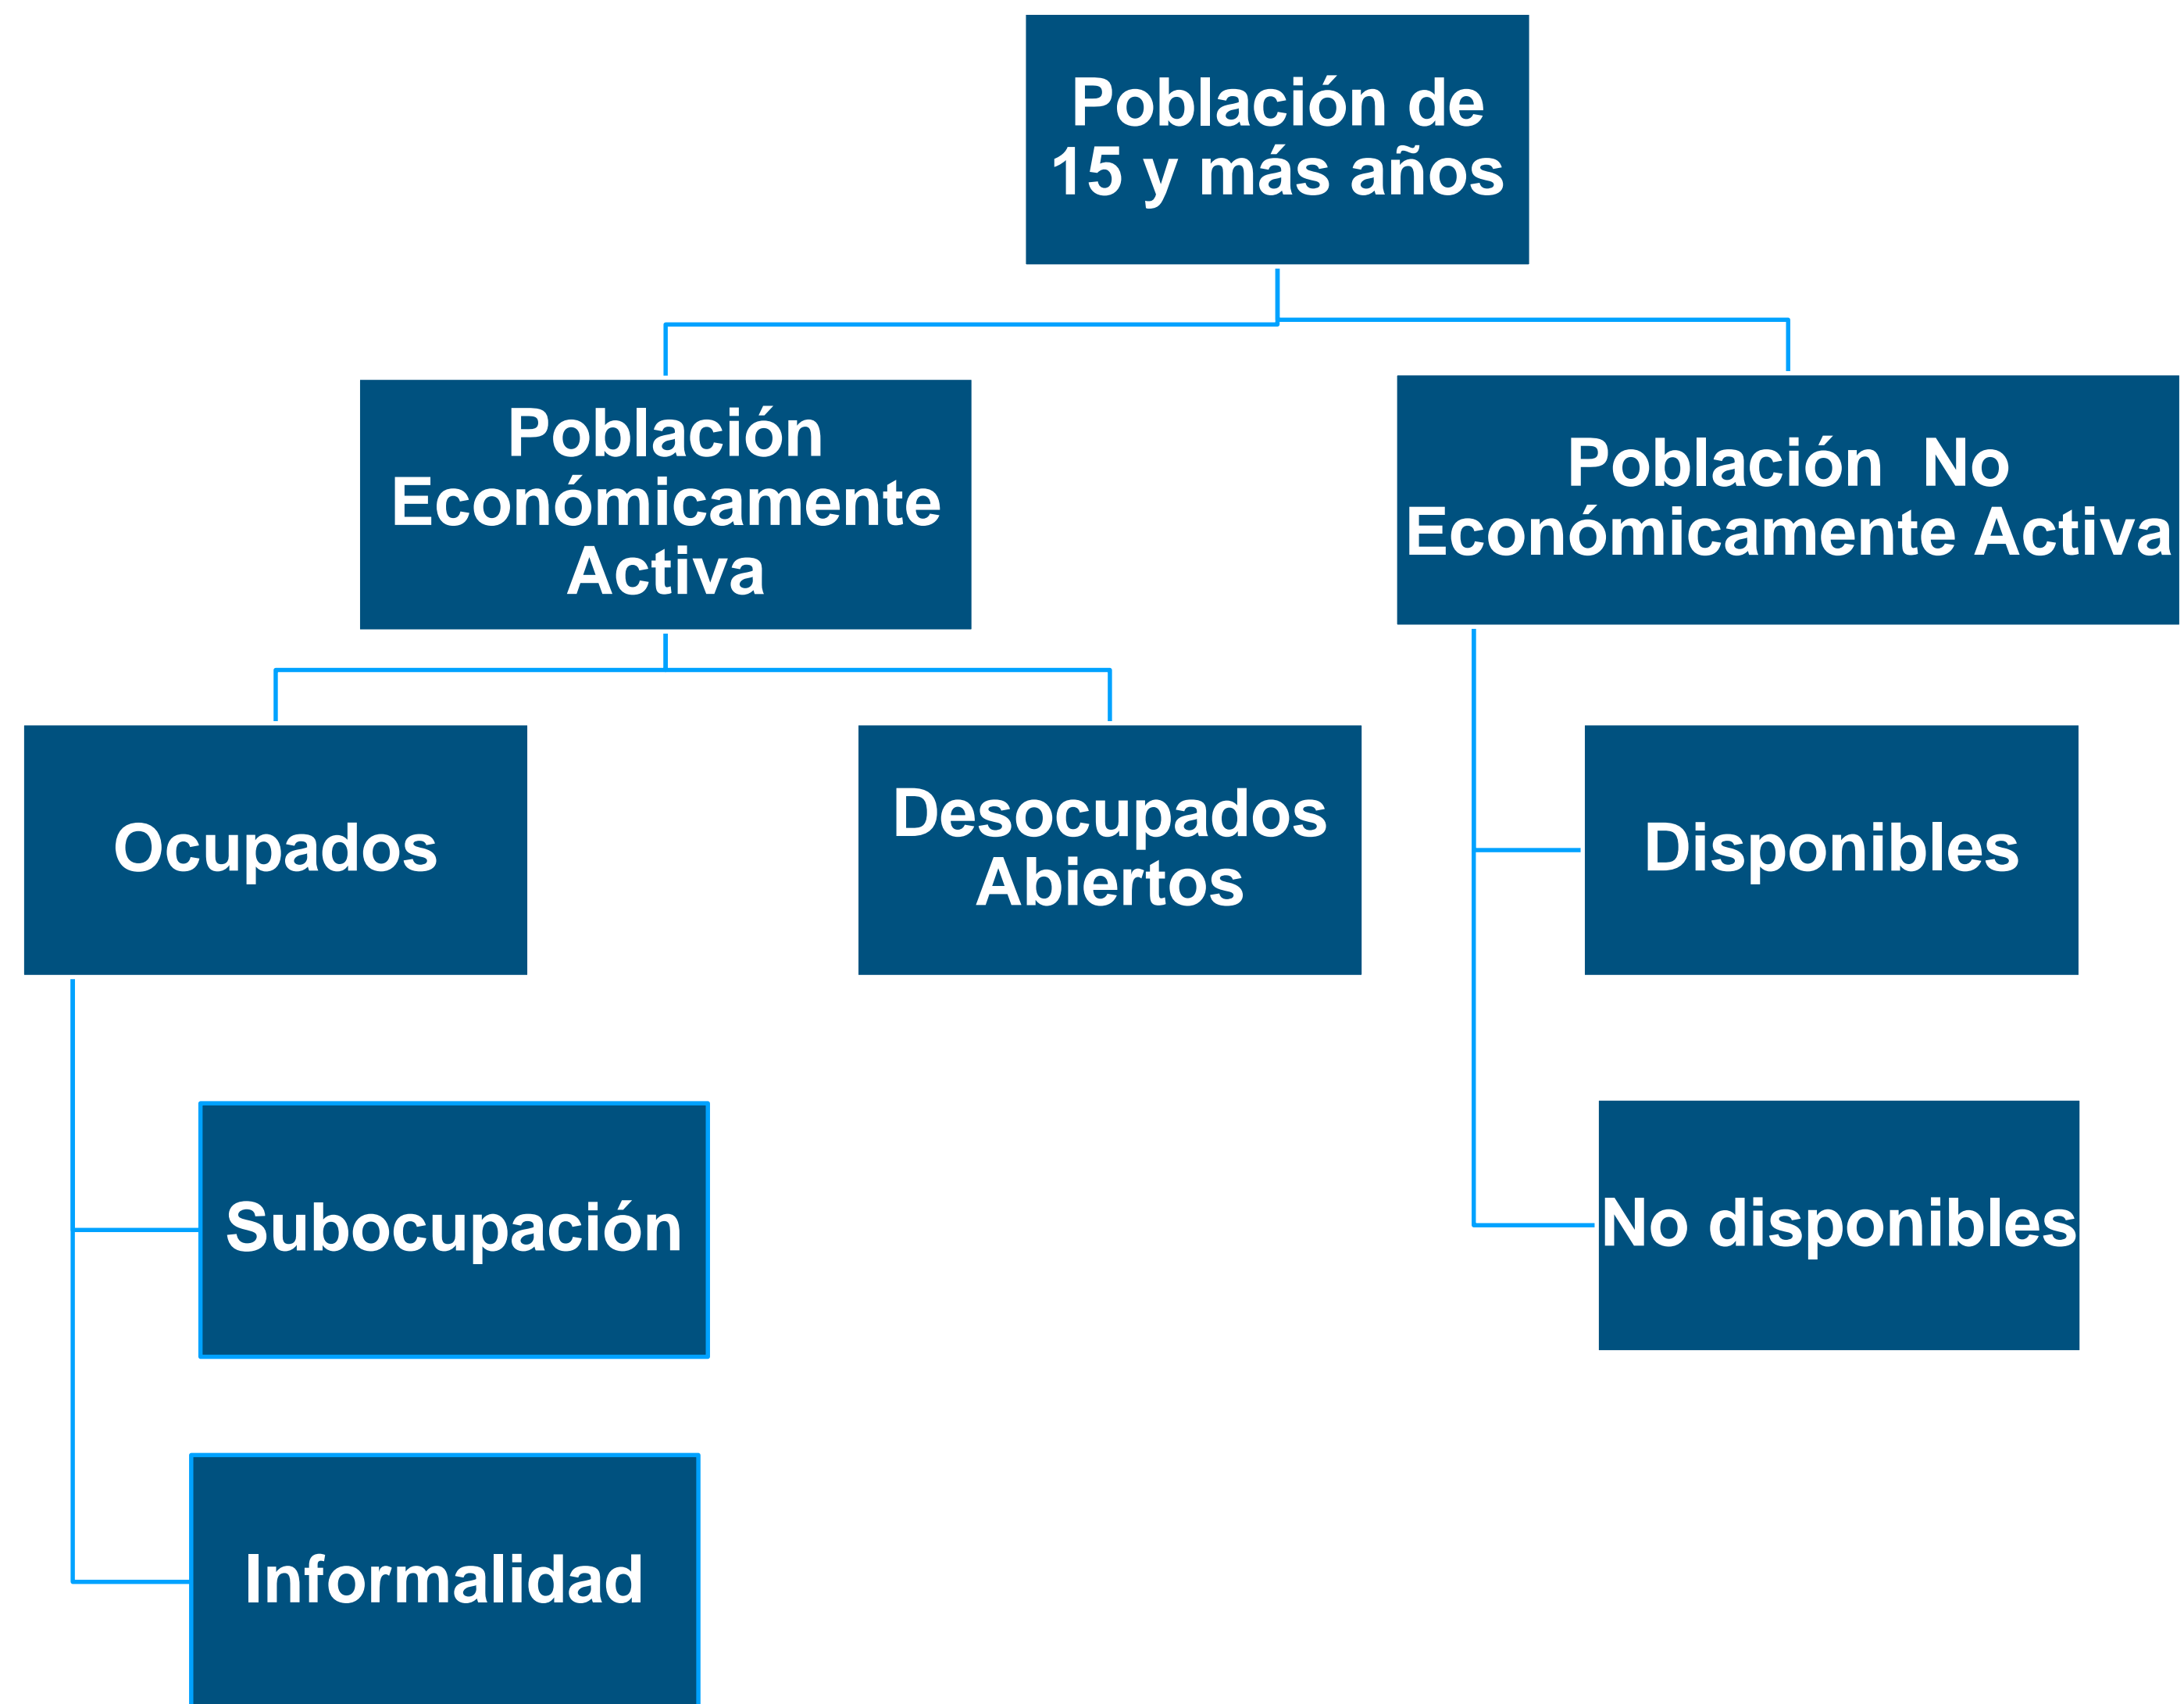 Población de
15 y más años
Población
Económicamente
Activa
Población No
Económicamente Activa
Ocupados
Desocupados
Abiertos
Disponibles
Subocupación
No disponibles
Informalidad